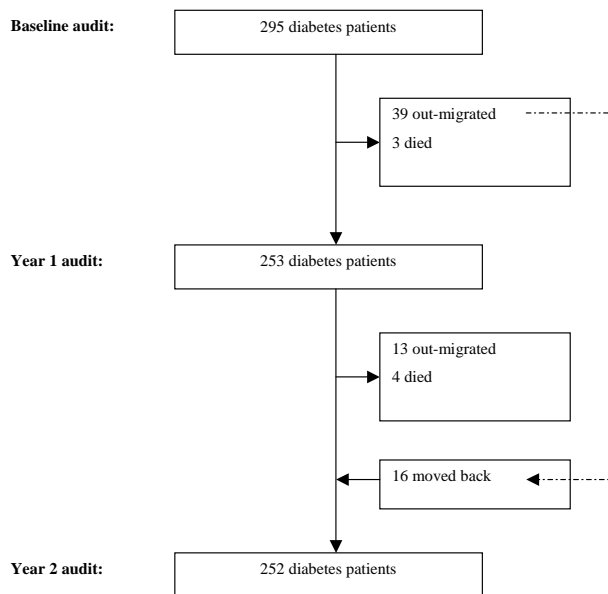 Baseline audit:
295 diabetes patients
39 out-migrated
3 died
Year 1 audit:
253 diabetes patients
13 out-migrated
4 died
16 moved back
Year 2 audit:
252 diabetes patients